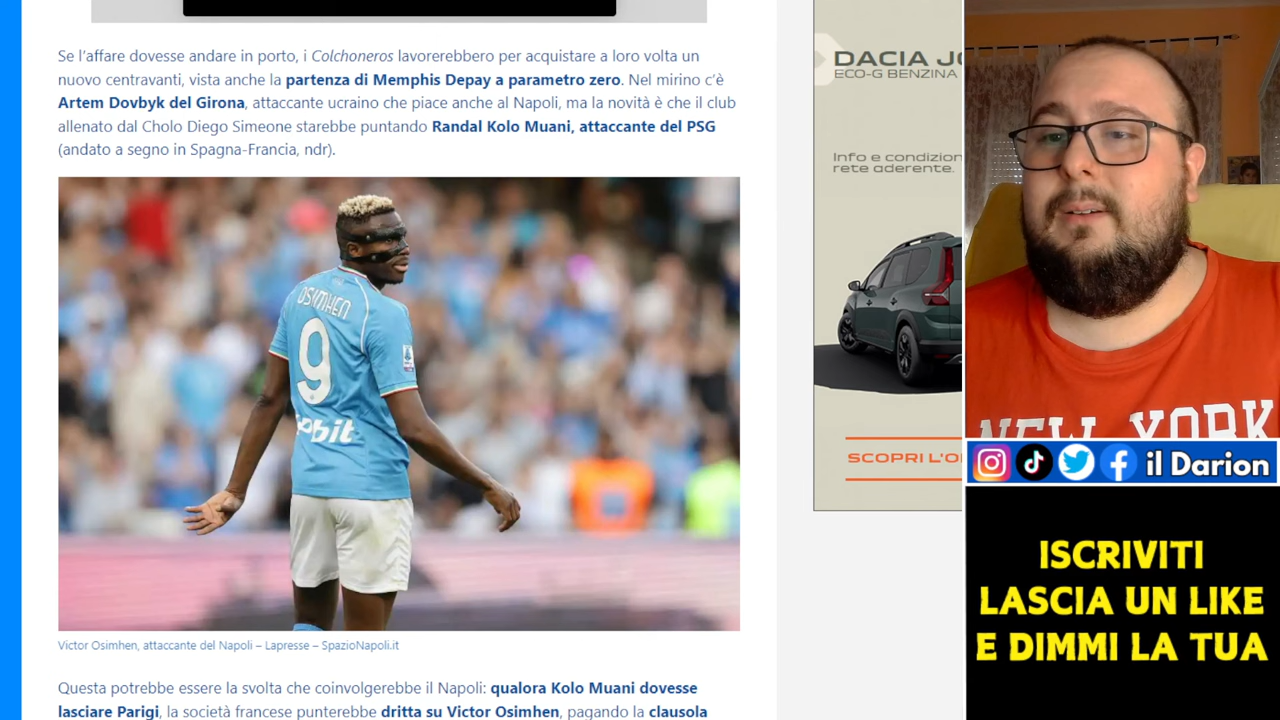 Se l'affare dovesse andare in porto, i Colchoneros lavorerebbero per acquistare a loro volta un
nuovo centravanti, vista anche la partenza di Memphis Depay a parametro zero. Nel mirino c'è
Artem Dovbyk del Girona, attaccante ucraino che piace anche al Napoli, ma la novità è che il club
allenato dal Cholo Diego Simeone starebbe puntando Randal Kolo Muani, attaccante del PSG
(andato a segno in Spagna-Francia, ndr).
OSIMHEN
9
Victor Osimhen, attaccante del Napoli – Lapresse – SpazioNapoli.it
Questa potrebbe essere la svolta che coinvolgerebbe il Napoli: qualora Kolo Muani dovesse
lasciare Parigi, la società francese punterebbe dritta su Victor Osimhen, pagando la clausola
DACIA JO
ECO-G BENZINA
Info e condizion
rete aderente.
SCOPRI L'O
NEW YORK
il Darion
ISCRIVITI
LASCIA UN LIKE
E DIMMI LA TUA